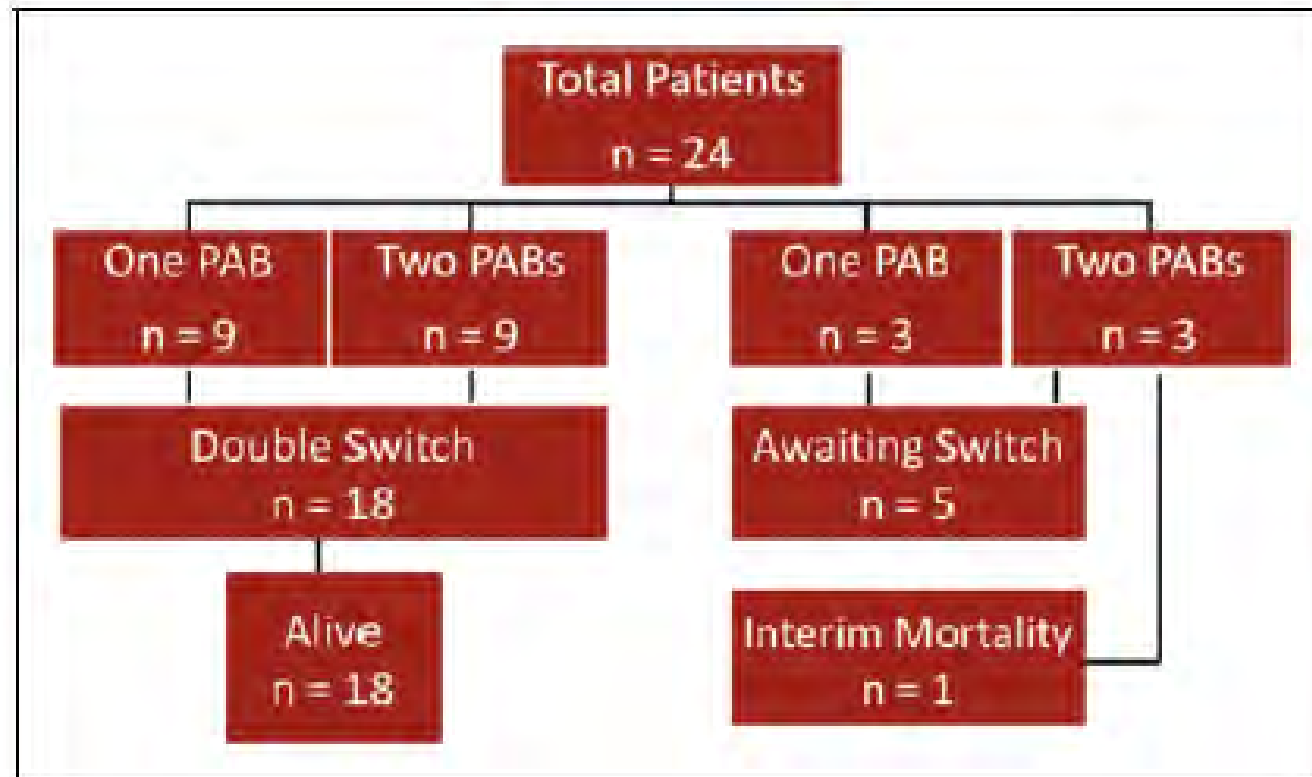 Total Patients
n = 24
One PAB
n = 9
Two PABs
n = 9
One PAB
n = 3
Two PABs
n = 3
Double Switch
n = 18
Awaiting Switch
n = 5
Alive
n = 18
Interim Mortality
n = 1